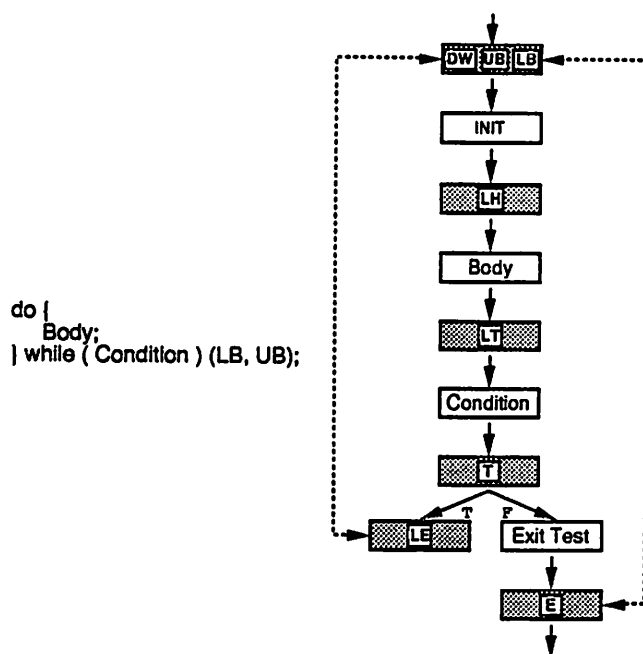 DW UB LB
INIT
LH
Body
do {
Body;
} while ( Condition ) (LB, UB);
LT
Condition
T
T F
LE Exit Test
E